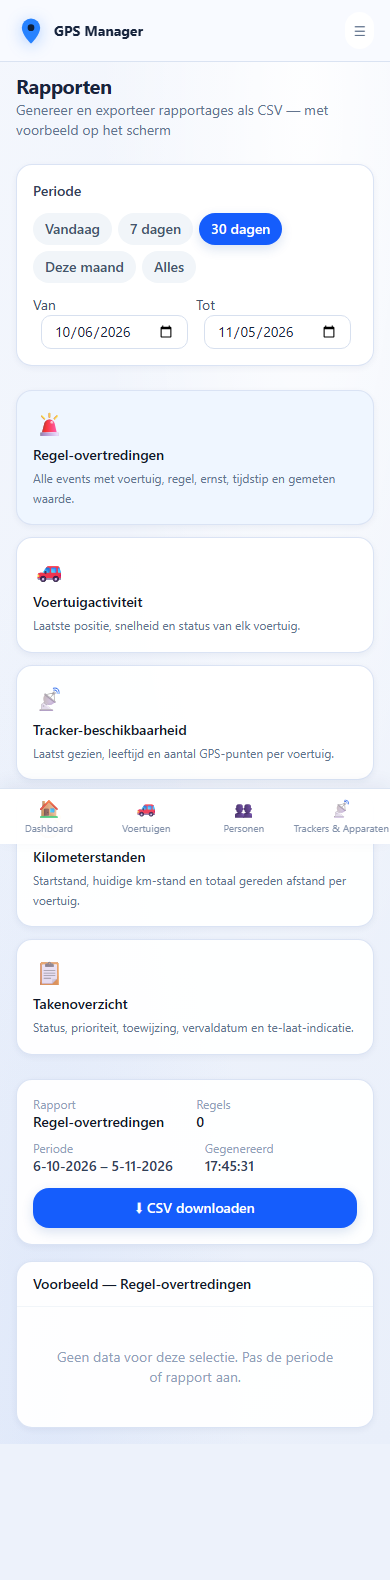 GPS Manager
☰
Rapporten
Genereer en exporteer rapportages als CSV — met
voorbeeld op het scherm
Periode
Vandaag 7 dagen 30 dagen
Deze maand Alles
Van Tot
10/06/2026 11/05/2026
Regel-overtredingen
Alle events met voertuig, regel, ernst, tijdstip en gemeten
waarde.
Voertuigactiviteit
Laatste positie, snelheid en status van elk voertuig.
Tracker-beschikbaarheid
Laatst gezien, leeftijd en aantal GPS-punten per voertuig.
Dashboard Voertuigen Personen Trackers & Apparaten
Kilometerstanden
Startstand, huidige km-stand en totaal gereden afstand per
voertuig.
Takenoverzicht
Status, prioriteit, toewijzing, vervaldatum en te-laat-indicatie.
Rapport Regels
Regel-overtredingen 0
Periode Gegenereerd
6-10-2026 – 5-11-2026 17:45:31
⬇ CSV downloaden
Voorbeeld — Regel-overtredingen
Geen data voor deze selectie. Pas de periode
of rapport aan.